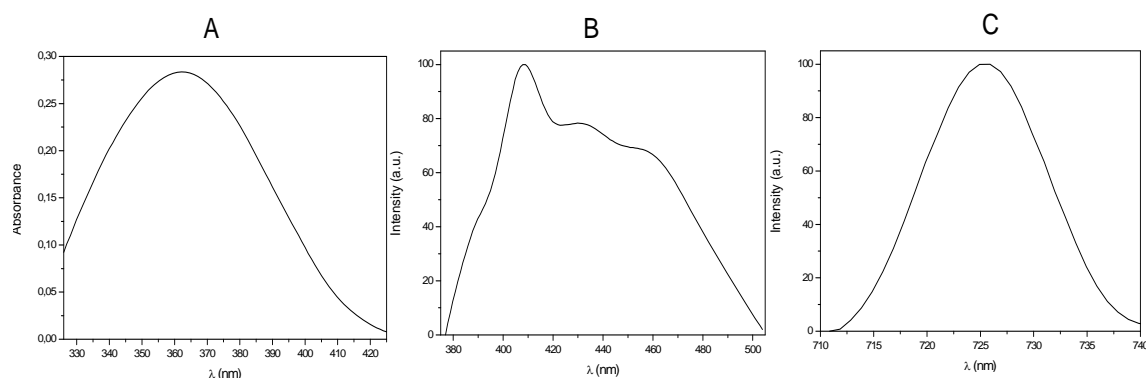 A
B
C
0,30
0,25
0,20
0,15
0,10
0,05
0,00
Absorbance
330 340 350 360 370 380 390 400 410 420
λ (nm)
100
80
60
40
20
0
Intensity (a.u.)
380 400 420 440 460 480 500
λ (nm)
100
80
60
40
20
0
Intensity (a.u.)
710 715 720 725 730 735 740
λ (nm)